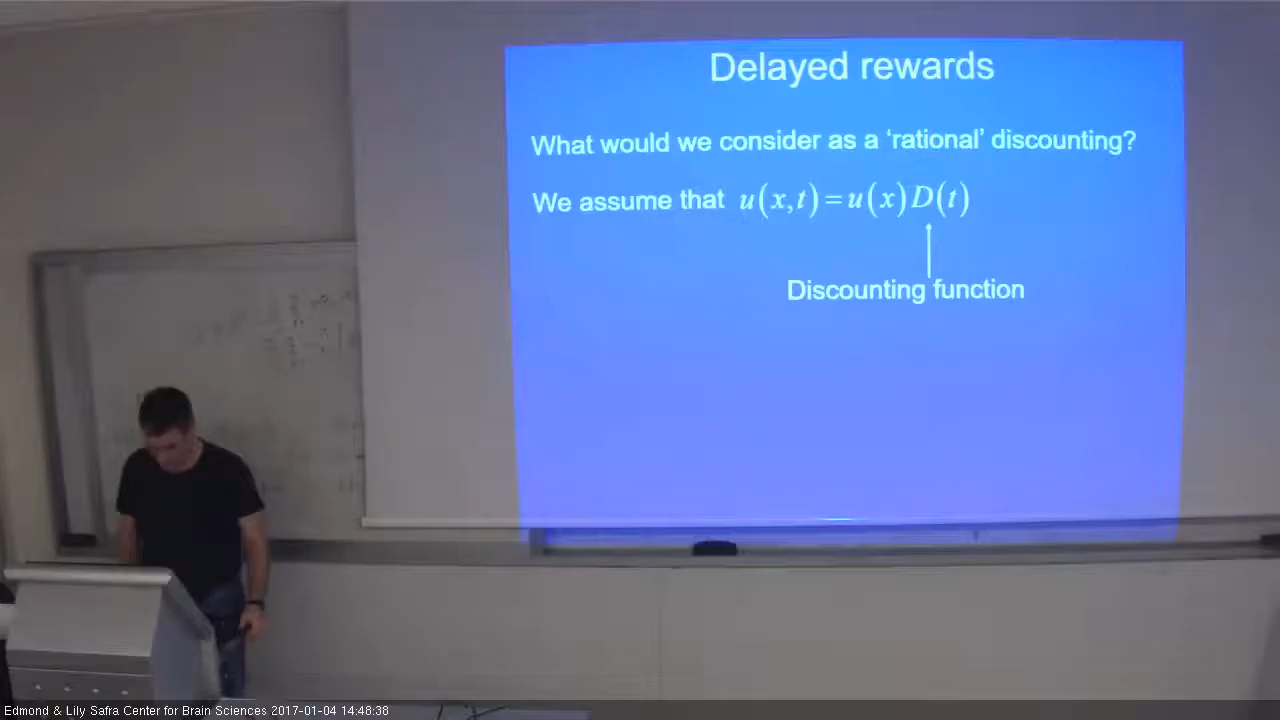 Delayed rewards
What would we consider as a ‘rational’ discounting?
We assume that u(x,t)=u(x)D(t)
Discounting function
Edmond & Lily Safra Center for Brain Sciences 2017-01-04 14:48:38